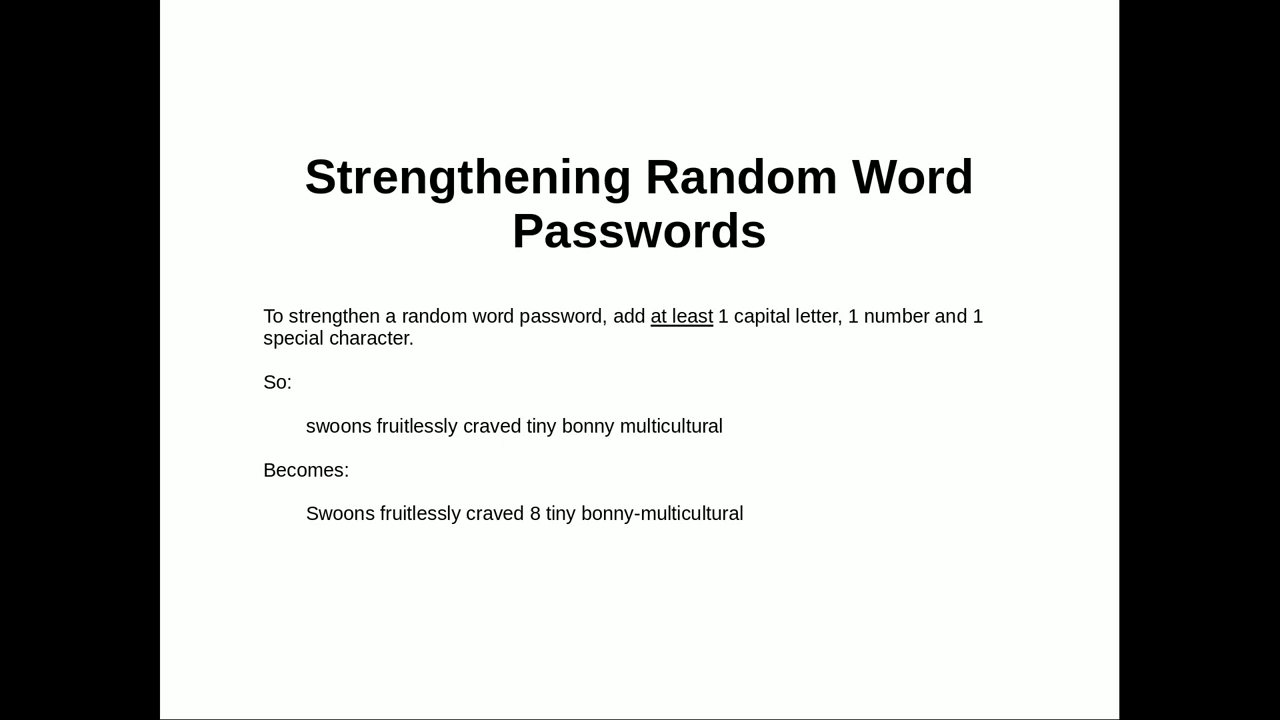 Strengthening Random Word
Passwords
To strengthen a random word password, add at least 1 capital letter, 1 number and 1
special character.
So:
swoons fruitlessly craved tiny bonny multicultural
Becomes:
Swoons fruitlessly craved 8 tiny bonny-multicultural